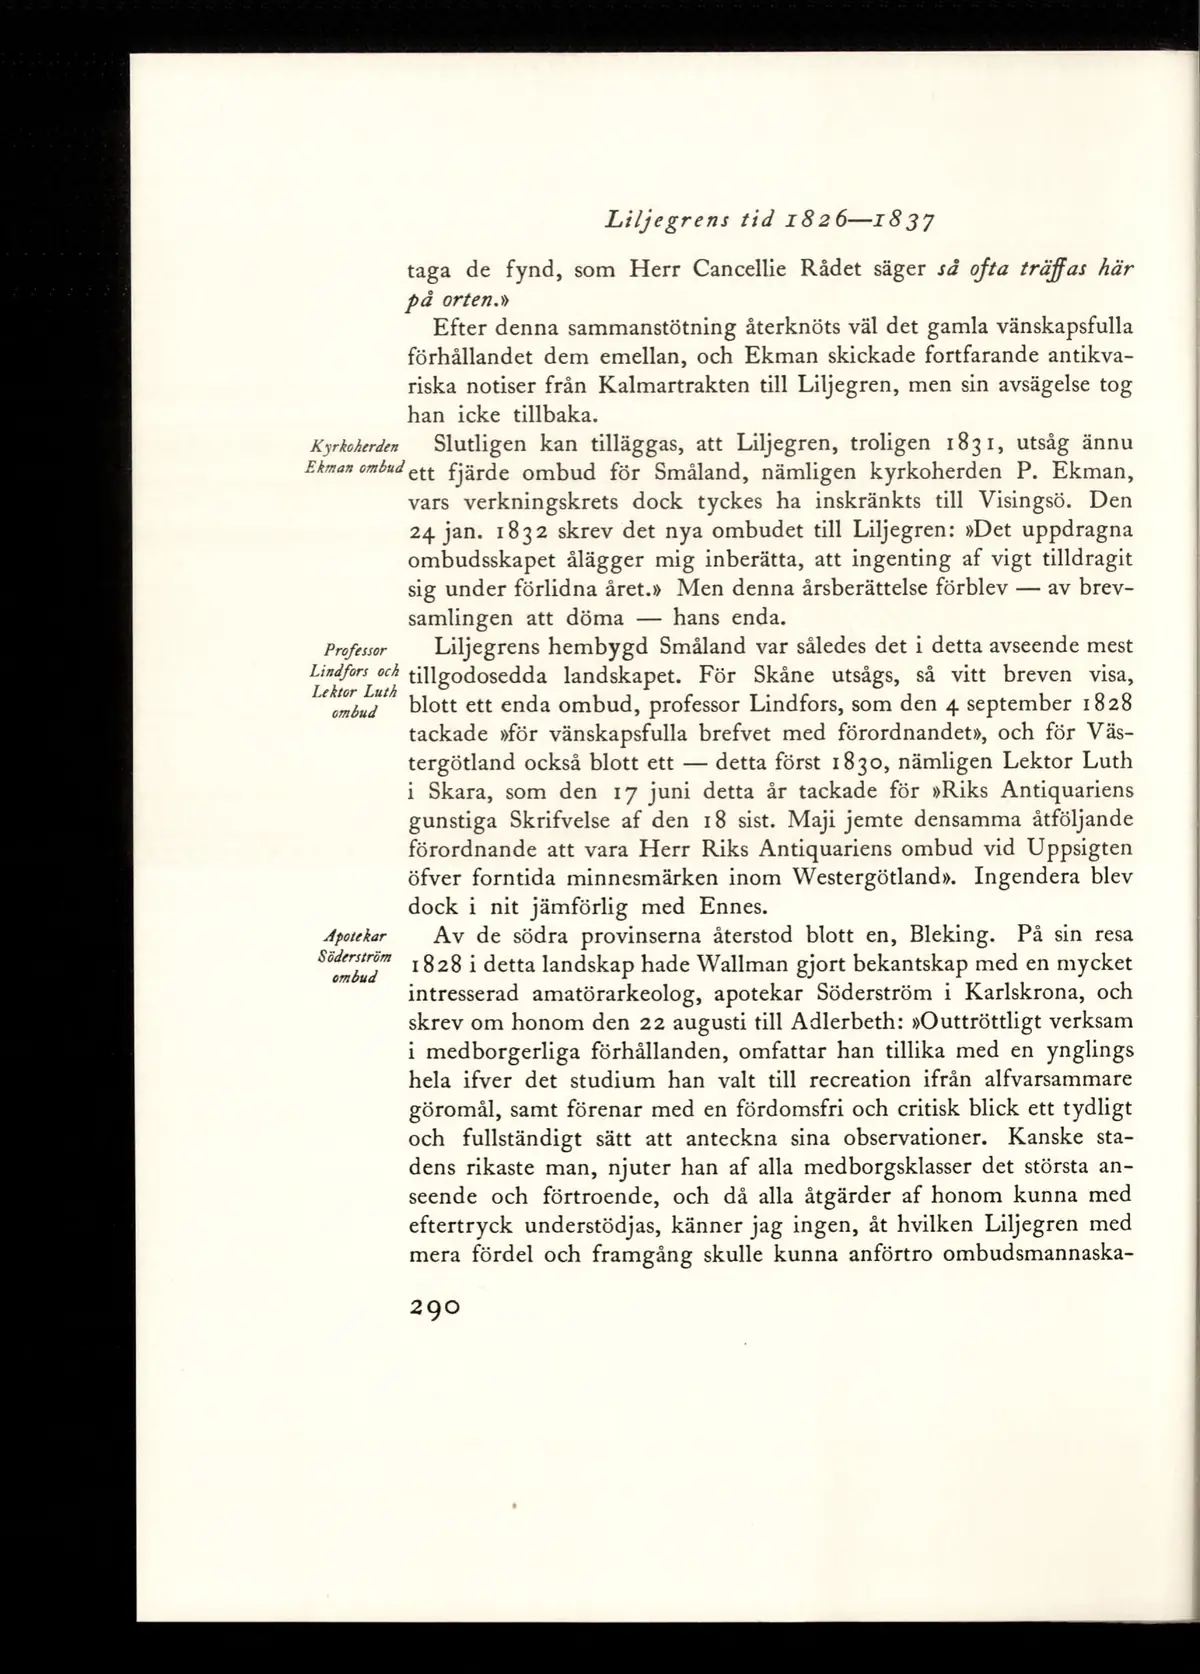 Liljegrens tid 1826—1837
taga de fynd, som Herr Cancellie Rådet säger så ofta träffas här
på orten.»
Efter denna sammanstötning återknöts väl det gamla vänskapsfulla
förhållandet dem emellan, och Ekman skickade fortfarande antikva-
riska notiser från Kalmartrakten till Liljegren, men sin avsägelse tog
han icke tillbaka.
Kyrkoherden
Ekman ombud
Slutligen kan tilläggas, att Liljegren, troligen 1831, utsåg ännu
ett fjärde ombud för Småland, nämligen kyrkoherden P. Ekman,
vars verkningskrets dock tyckes ha inskränkts till Visingsö. Den
24 jan. 1832 skrev det nya ombudet till Liljegren: »Det uppdragna
ombudsskapet ålägger mig inberätta, att ingenting af vigt tilldragit
sig under förlidna året.» Men denna årsberättelse förblev — av brev-
samlingen att döma — hans enda.
Professor
Lindfors och
Lektor Luth
ombud
Liljegrens hembygd Småland var således det i detta avseende mest
tillgodosedda landskapet. För Skåne utsågs, så vitt breven visa,
blott ett enda ombud, professor Lindfors, som den 4 september 1828
tackade »för vänskapsfulla brefvet med förordnandet», och för Väs-
tergötland också blott ett — detta först 1830, nämligen Lektor Luth
i Skara, som den 17 juni detta år tackade för »Riks Antiquariens
gunstiga Skrifvelse af den 18 sist. Maji jemte densamma åtföljande
förordnande att vara Herr Riks Antiquariens ombud vid Uppsigten
öfver forntida minnesmärken inom Westergötland». Ingendera blev
dock i nit jämförlig med Ennes.
Apotekar
Söderström
ombud
Av de södra provinserna återstod blott en, Bleking. På sin resa
1828 i detta landskap hade Wallman gjort bekantskap med en mycket
intresserad amatörarkeolog, apotekar Söderström i Karlskrona, och
skrev om honom den 22 augusti till Adlerbeth: »Outtröttligt verksam
i medborgerliga förhållanden, omfattar han tillika med en ynglings
hela ifver det studium han valt till recreation ifrån alfvarsammare
göromål, samt förenar med en fördomsfri och critisk blick ett tydligt
och fullständigt sätt att anteckna sina observationer. Kanske sta-
dens rikaste man, njuter han af alla medborgsklasser det största an-
seende och förtroende, och då alla åtgärder af honom kunna med
eftertryck understödjas, känner jag ingen, åt hvilken Liljegren med
mera fördel och framgång skulle kunna anförtro ombudsmannaska-
290